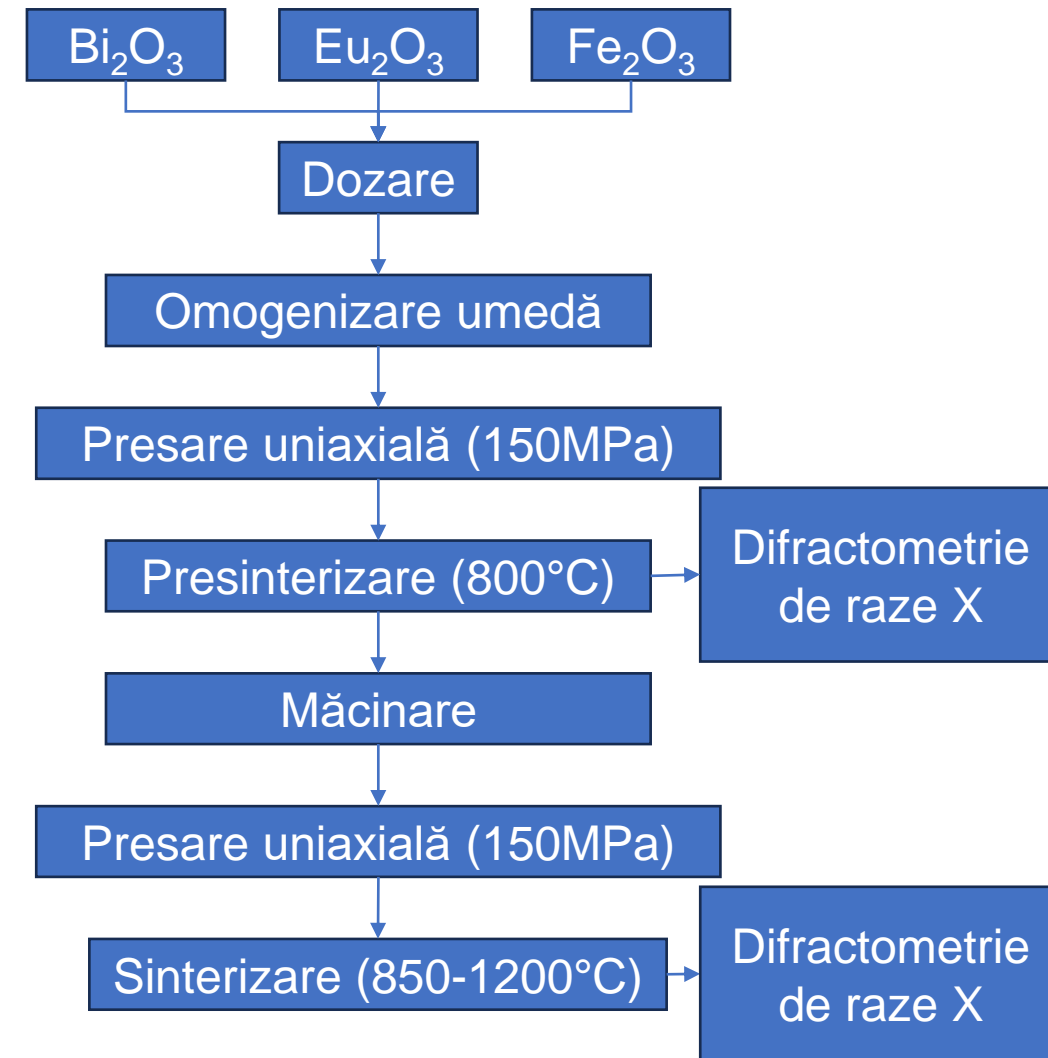 Bi₂O₃
Eu₂O₃
Fe₂O₃
Dozare
Omogenizare umedă
Presare uniaxială (150MPa)
Presinterizare (800°C)
Difractometrie
de raze X
Măcinare
Presare uniaxială (150MPa)
Sinterizare (850-1200°C)
Difractometrie
de raze X